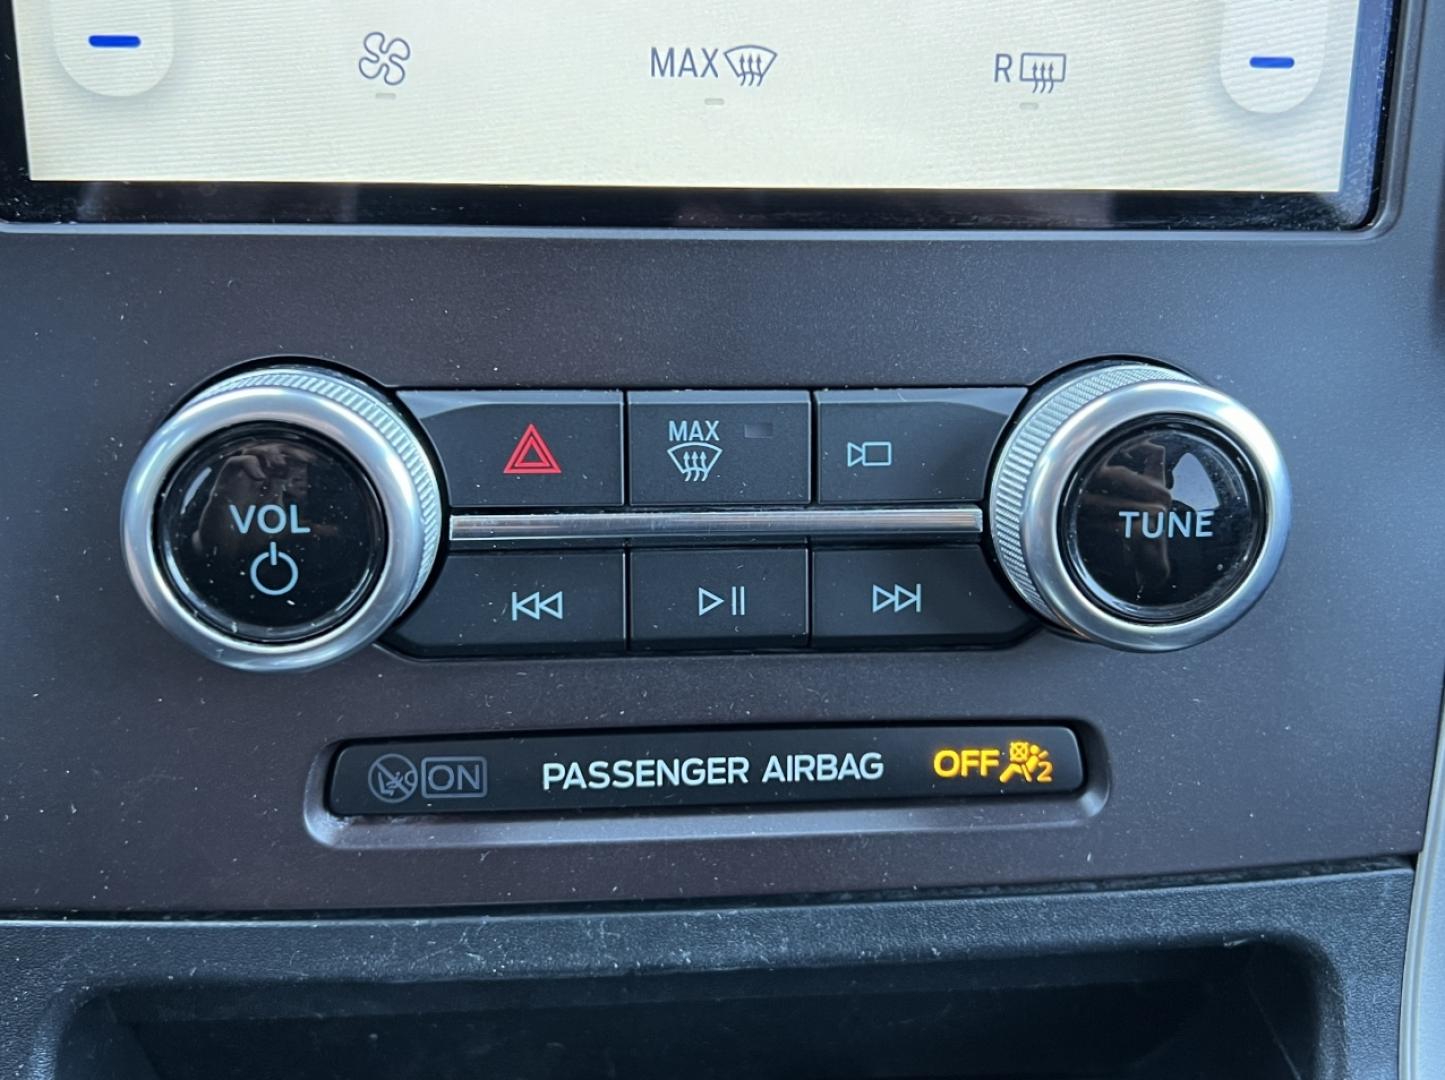 MAX
R
MAX
VOL
TUNE
ON PASSENGER AIRBAG OFF 2